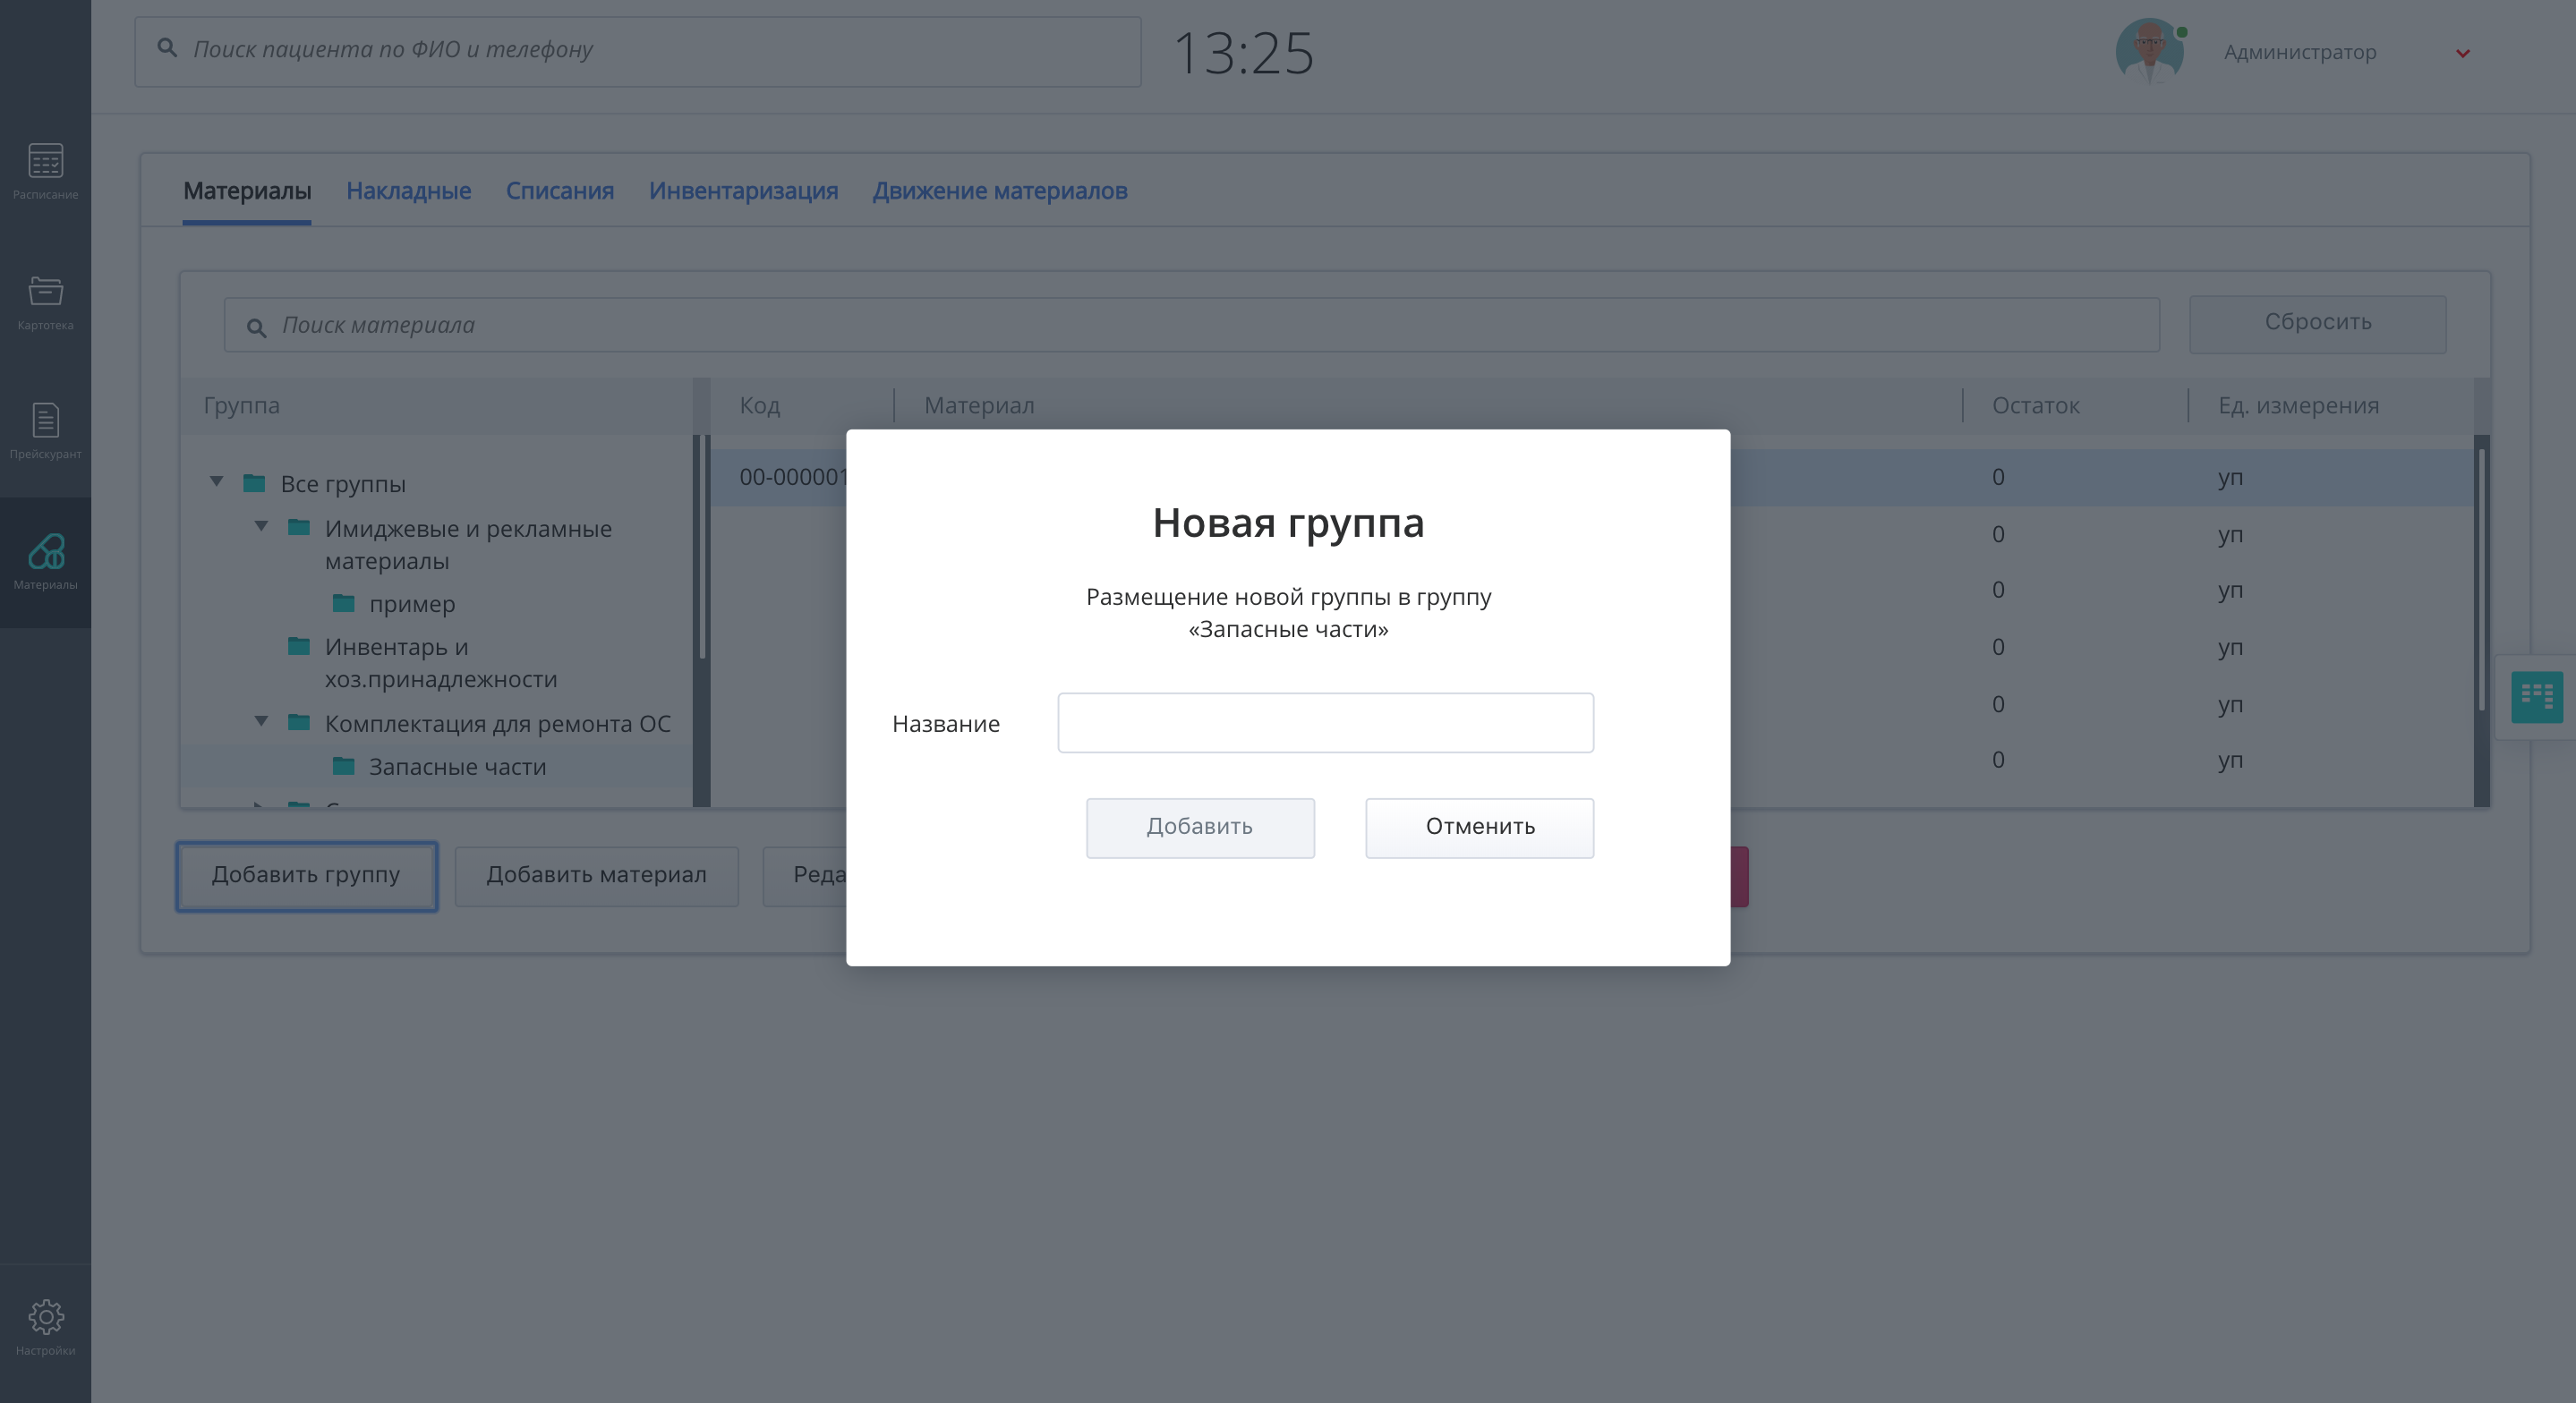 Поиск пациента по ФИО и телефону
13:25
Администратор
Расписание
Картотека
Прейскурант
Материалы
Настройки
Материалы Накладные Списания Инвентаризация Движение материалов
Поиск материала
Сбросить
Группа
Все группы
Имиджевые и рекламные
материалы
пример
Инвентарь и
хоз.принадлежности
Комплектация для ремонта ОС
Запасные части
Код Материал Остаток Ед. измерения
00-000001 0 уп
0 уп
0 уп
0 уп
0 уп
0 уп
Новая группа
Размещение новой группы в группу
«Запасные части»
Название
Добавить Отменить
Добавить группу Добавить материал Реда